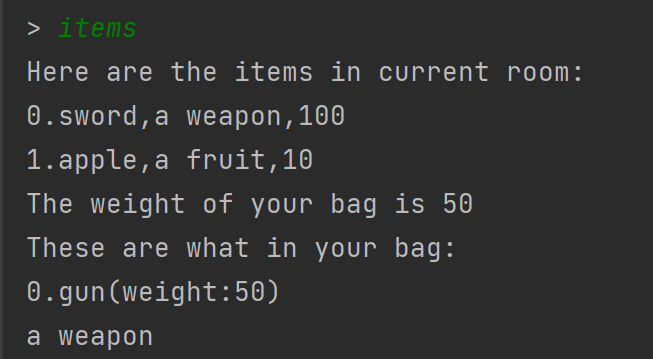 > items
Here are the items in current room:
0.sword,a weapon,100
1.apple,a fruit,10
The weight of your bag is 50
These are what in your bag:
0.gun(weight:50)
a weapon